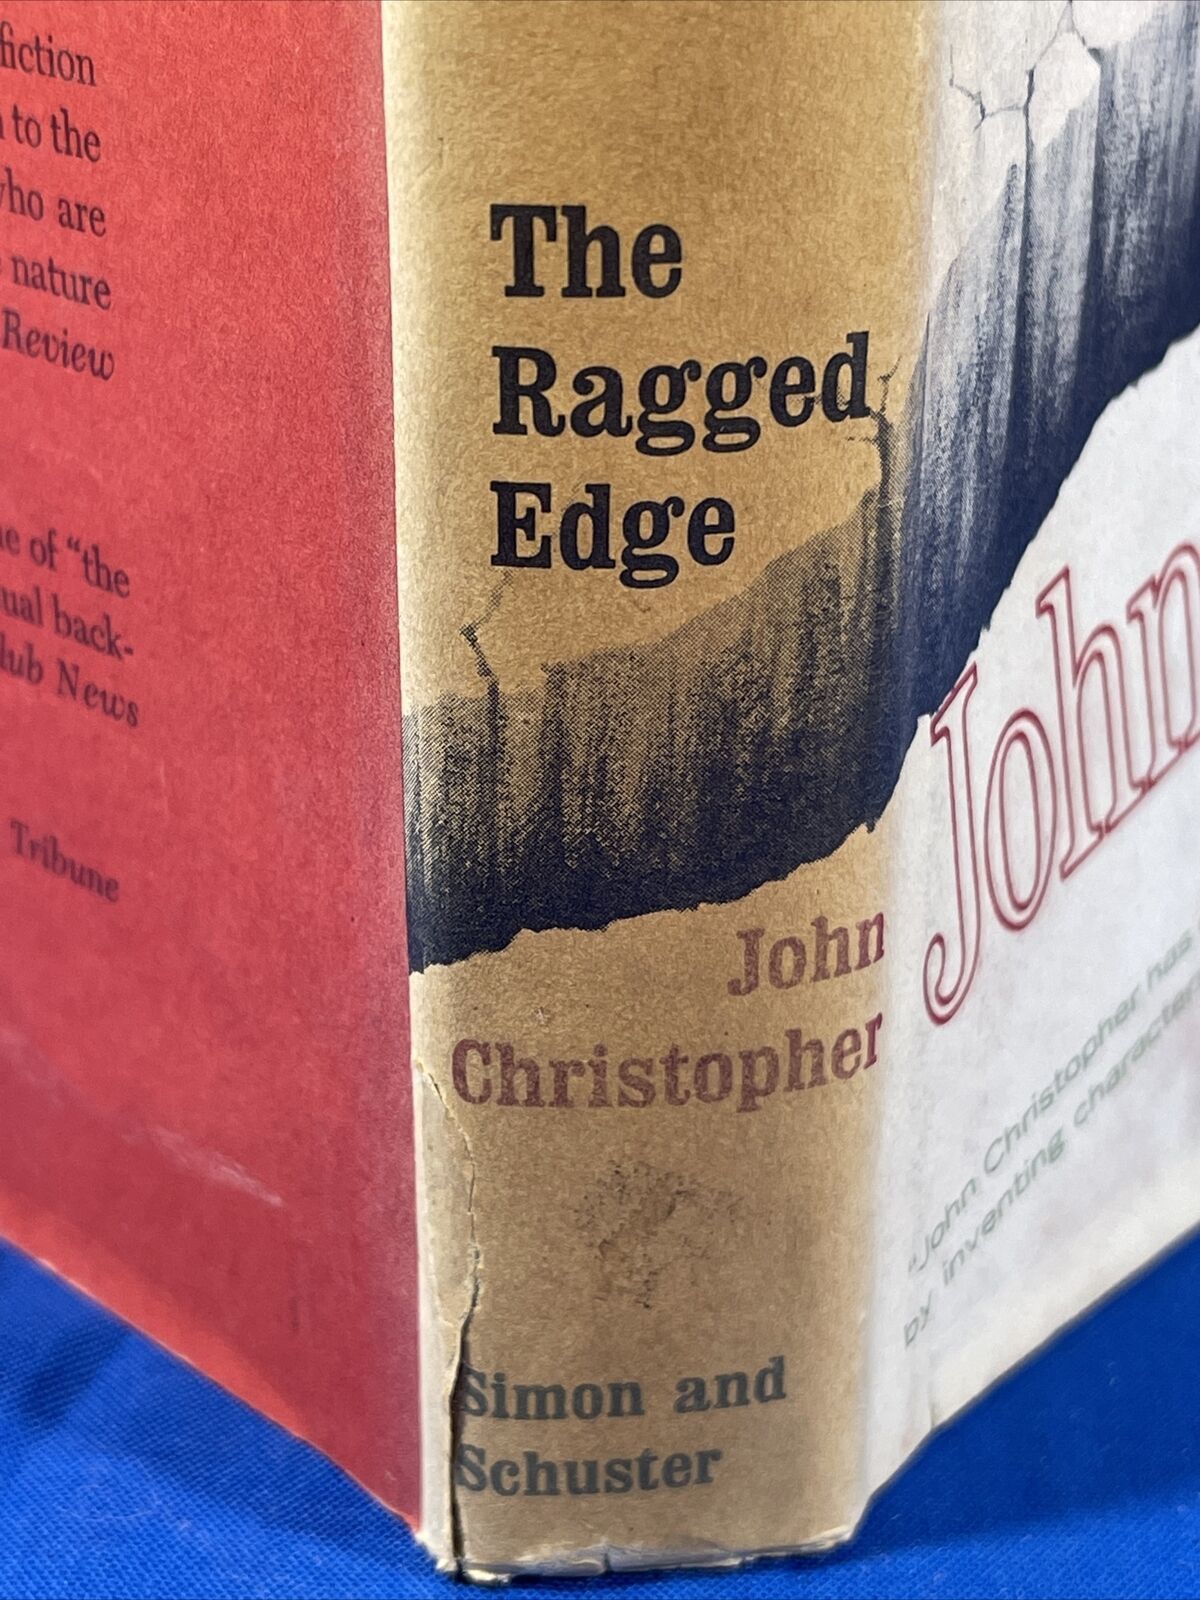 fiction
to the
who are
nature
Review
ne of "the
ual back-
lub News
Tribune
The
Ragged
Edge
John
Christopher
Simon and
Schuster
John
"John Christopher has
by inventing character